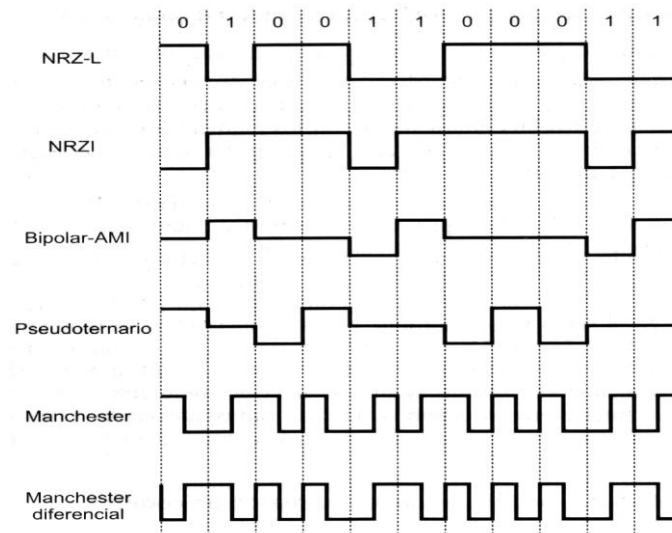 0 1 0 0 1 1 0 0 0 1 1
NRZ-L
NRZI
Bipolar-AMI
Pseudoternario
Manchester
Manchester
diferencial